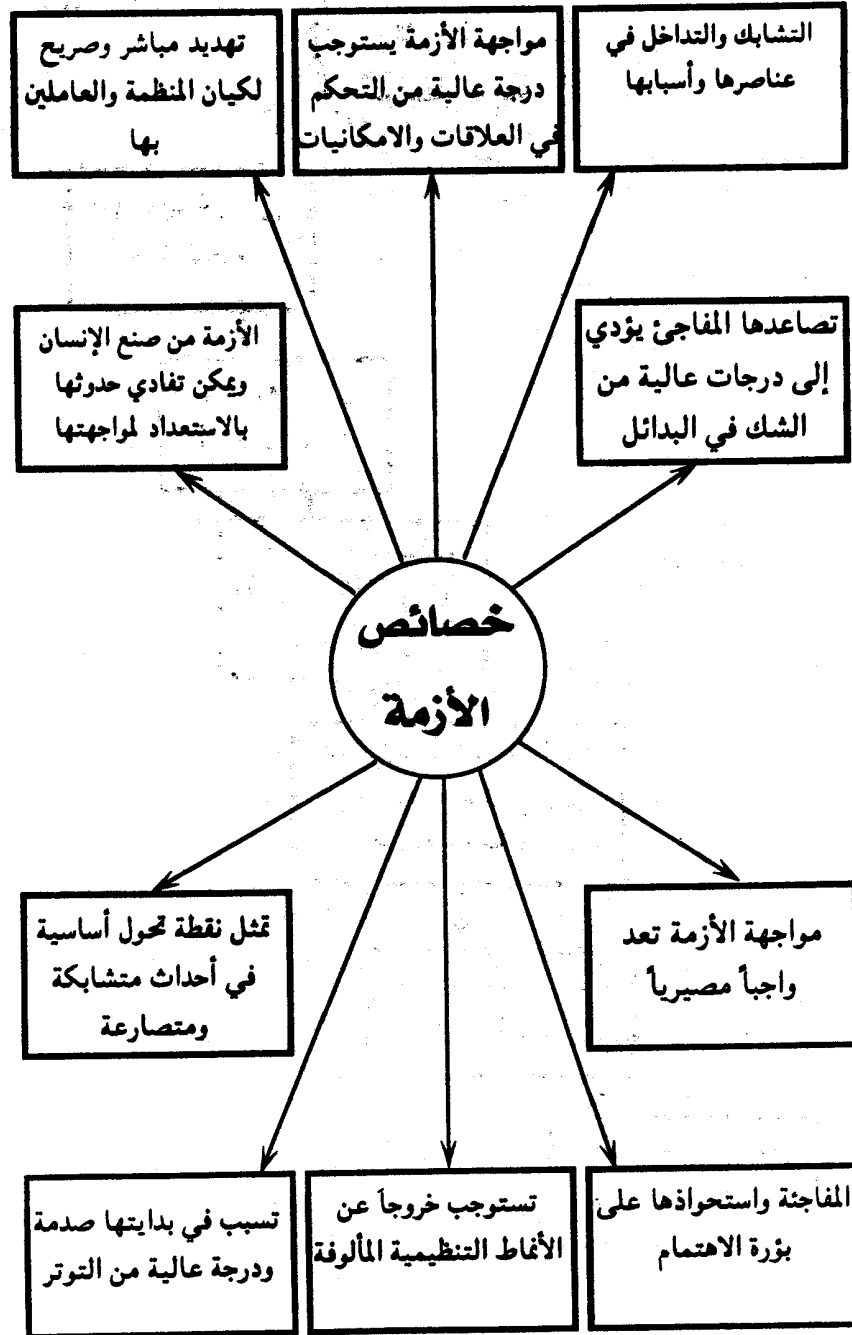 التشابك والتداخل في
عناصرها وأسبابها
مواجهة الأزمة يستوجب
درجة عالية من التحكم
في العلاقات والامكانيات
تهديد مباشر وصريح
لكيان المنظمة والعاملين
بها
تصاعدها المفاجئ يؤدي
إلى درجات عالية من
الشك في البدائل
الأزمة من صنع الإنسان
ويمكن تفادي حدوثها
بالاستعداد لمواجهتها
خصائص
الأزمة
مواجهة الأزمة تعد
واجباً مصيرياً
تمثل نقطة تحول أساسية
في أحداث متشابكة
ومتصارعة
المفاجئة واستحواذها على
بؤرة الاهتمام
تستوجب خروجاً عن
الأنماط التنظيمية المألوفة
تسبب في بدايتها صدمة
ودرجة عالية من التوتر